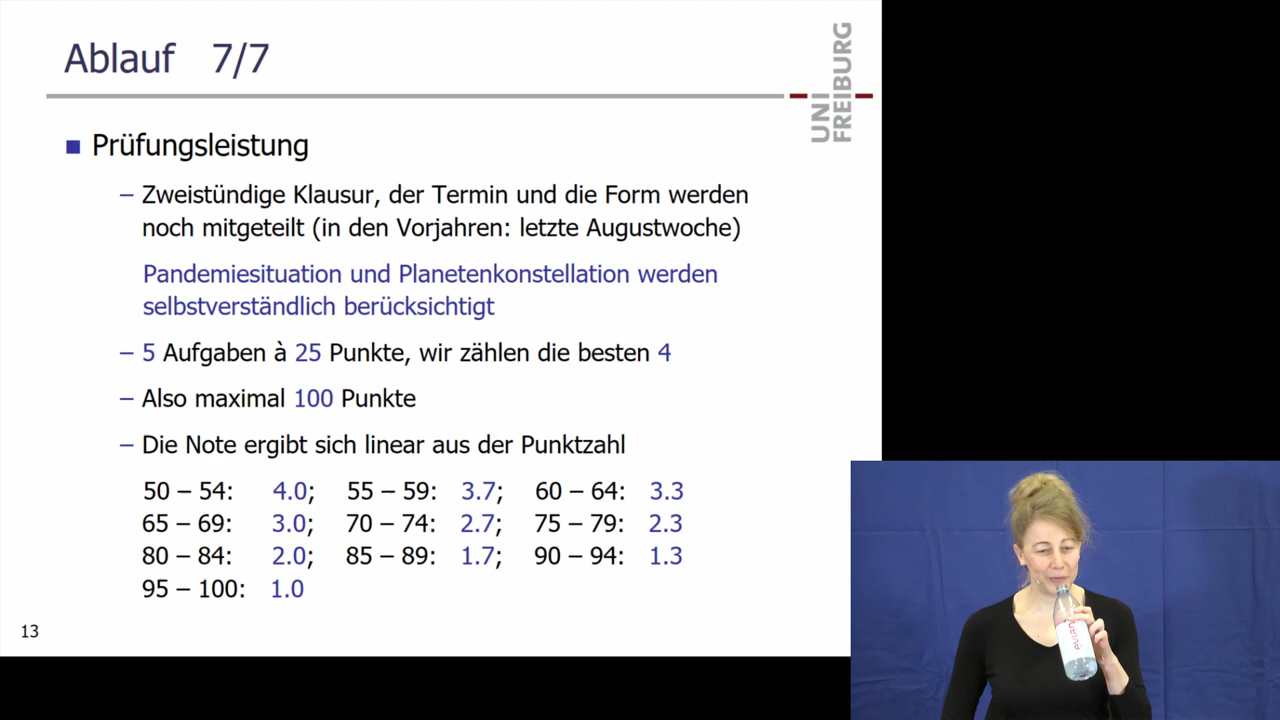 Ablauf 7/7
UNI
FREIBURG
Prüfungsleistung
– Zweistündige Klausur, der Termin und die Form werden
noch mitgeteilt (in den Vorjahren: letzte Augustwoche)
Pandemiesituation und Planetenkonstellation werden
selbstverständlich berücksichtigt
– 5 Aufgaben à 25 Punkte, wir zählen die besten 4
– Also maximal 100 Punkte
– Die Note ergibt sich linear aus der Punktzahl
50 – 54: 4.0; 55 – 59: 3.7; 60 – 64: 3.3
65 – 69: 3.0; 70 – 74: 2.7; 75 – 79: 2.3
80 – 84: 2.0; 85 – 89: 1.7; 90 – 94: 1.3
95 – 100: 1.0
13
evian